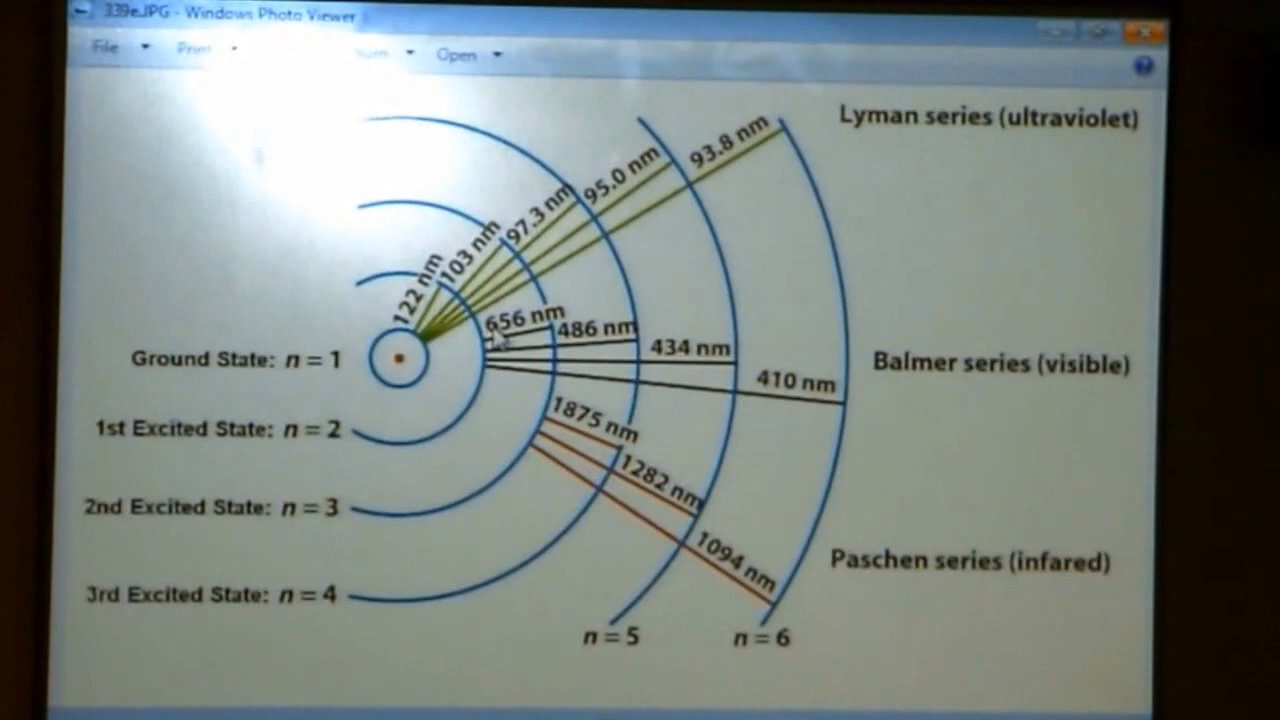 339e.JPG - Windows Photo Viewer
File Print Open
Lyman series (ultraviolet)
122 nm
103 nm
97.3 nm
95.0 nm
93.8 nm
656 nm
486 nm
434 nm
410 nm
Balmer series (visible)
1875 nm
1282 nm
1094 nm
Paschen series (infared)
Ground State: n = 1
1st Excited State: n = 2
2nd Excited State: n = 3
3rd Excited State: n = 4
n = 5
n = 6